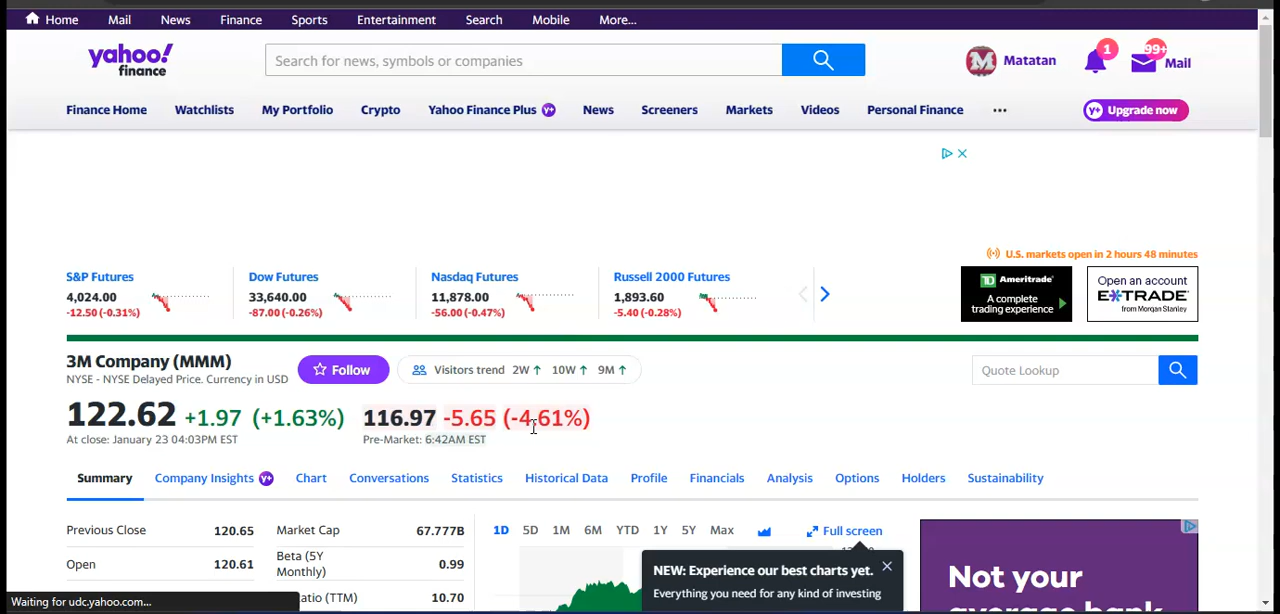 Home Mail News Finance Sports Entertainment Search Mobile More...
yahoo!
finance
Search for news, symbols or companies
M Matatan 1 99+ Mail
Finance Home Watchlists My Portfolio Crypto Yahoo Finance Plus y+ News Screeners Markets Videos Personal Finance ... y+ Upgrade now
U.S. markets open in 2 hours 48 minutes
S&P Futures
4,024.00
-12.50 (-0.31%)
Dow Futures
33,640.00
-87.00 (-0.26%)
Nasdaq Futures
11,878.00
-56.00 (-0.47%)
Russell 2000 Futures
1,893.60
-5.40 (-0.28%)
TD Ameritrade
A complete
trading experience
Open an account
E*TRADE
from Morgan Stanley
3M Company (MMM)
NYSE - NYSE Delayed Price. Currency in USD
Follow
Visitors trend 2W↑ 10W↑ 9M↑
Quote Lookup
122.62 +1.97 (+1.63%)
At close: January 23 04:03PM EST
116.97 -5.65 (-4.61%)
Pre-Market: 6:42AM EST
Summary Company Insights y+ Chart Conversations Statistics Historical Data Profile Financials Analysis Options Holders Sustainability
Previous Close 120.65
Open 120.61
Market Cap 67.777B
Beta (5Y
Monthly) 0.99
atio (TTM) 10.70
1D 5D 1M 6M YTD 1Y 5Y Max Full screen
NEW: Experience our best charts yet.
Everything you need for any kind of investing
Not your
Waiting for udc.yahoo.com...